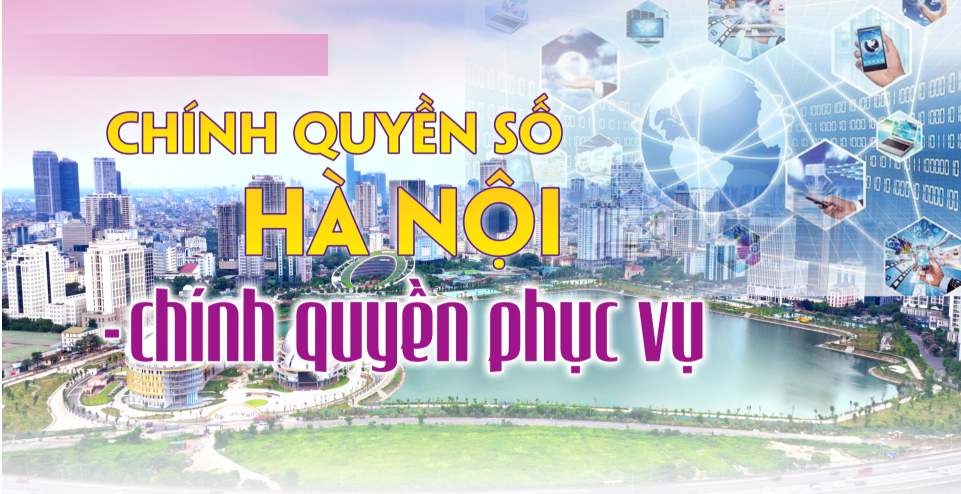 CHÍNH QUYỀN SỐ
HÀ NỘI
- chính quyền phục vụ